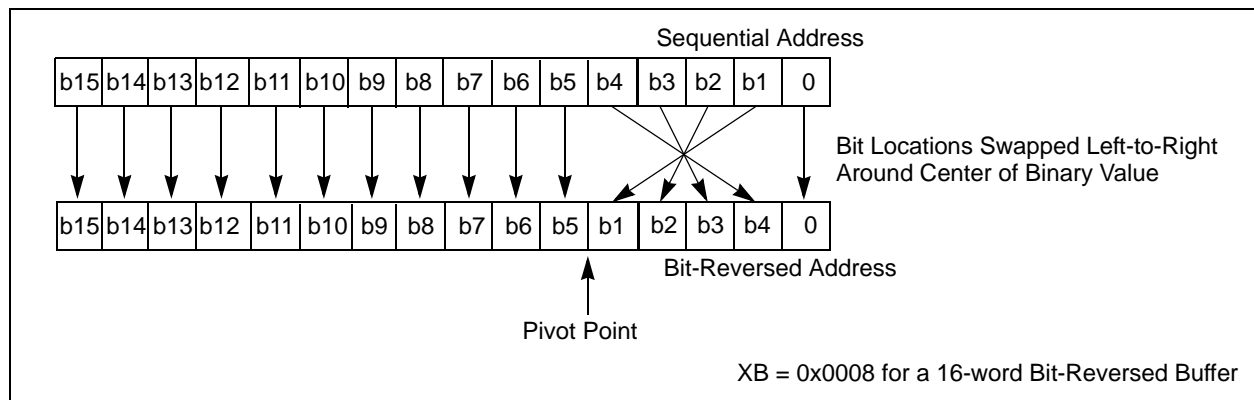 Sequential Address
b15 b14 b13 b12 b11 b10 b9 b8 b7 b6 b5 b4 b3 b2 b1 0
Bit Locations Swapped Left-to-Right
Around Center of Binary Value
b15 b14 b13 b12 b11 b10 b9 b8 b7 b6 b5 b1 b2 b3 b4 0
Bit-Reversed Address
Pivot Point
XB = 0x0008 for a 16-word Bit-Reversed Buffer